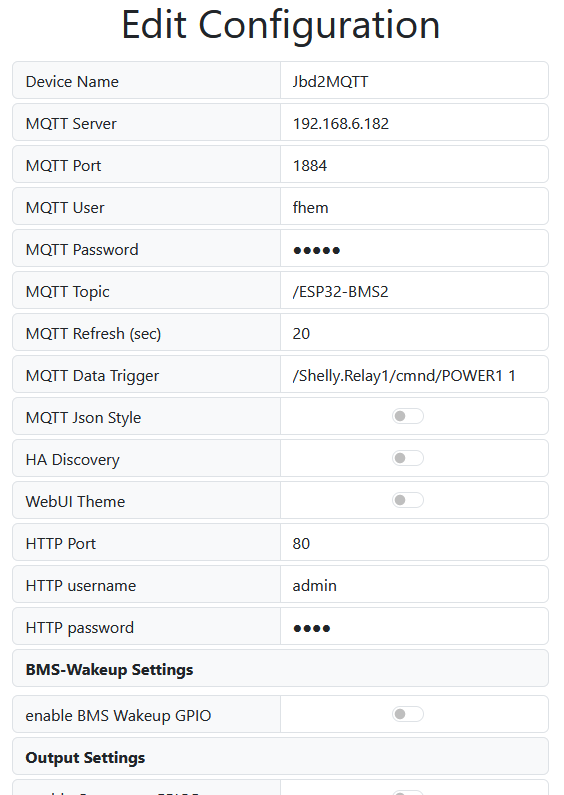 Edit Configuration
Device Name Jbd2MQTT
MQTT Server 192.168.6.182
MQTT Port 1884
MQTT User fhem
MQTT Password ●●●●●
MQTT Topic /ESP32-BMS2
MQTT Refresh (sec) 20
MQTT Data Trigger /Shelly.Relay1/cmnd/POWER1 1
MQTT Json Style
HA Discovery
WebUI Theme
HTTP Port 80
HTTP username admin
HTTP password ●●●●
BMS-Wakeup Settings
enable BMS Wakeup GPIO
Output Settings